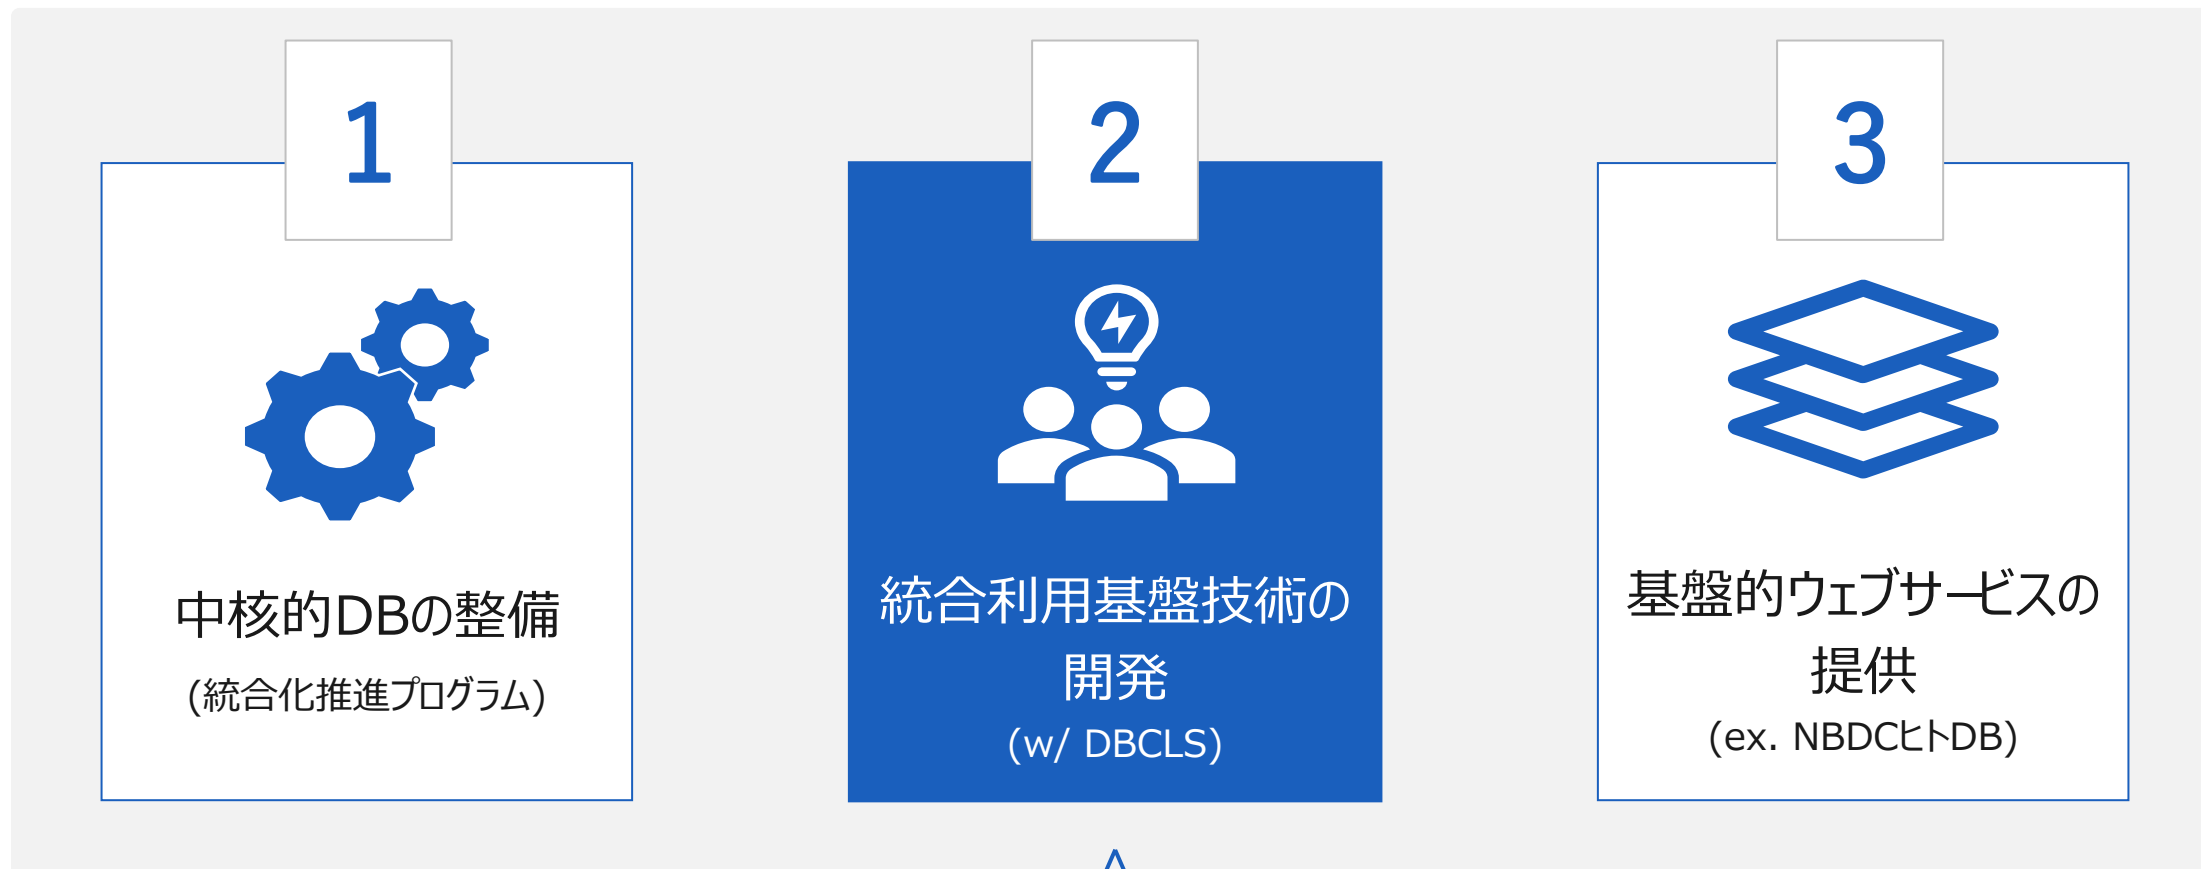 1
中核的DBの整備
(統合化推進プログラム)
2
統合利用基盤技術の
開発
(w/ DBCLS)
3
基盤的ウェブサービスの
提供
(ex. NBDCヒトDB)